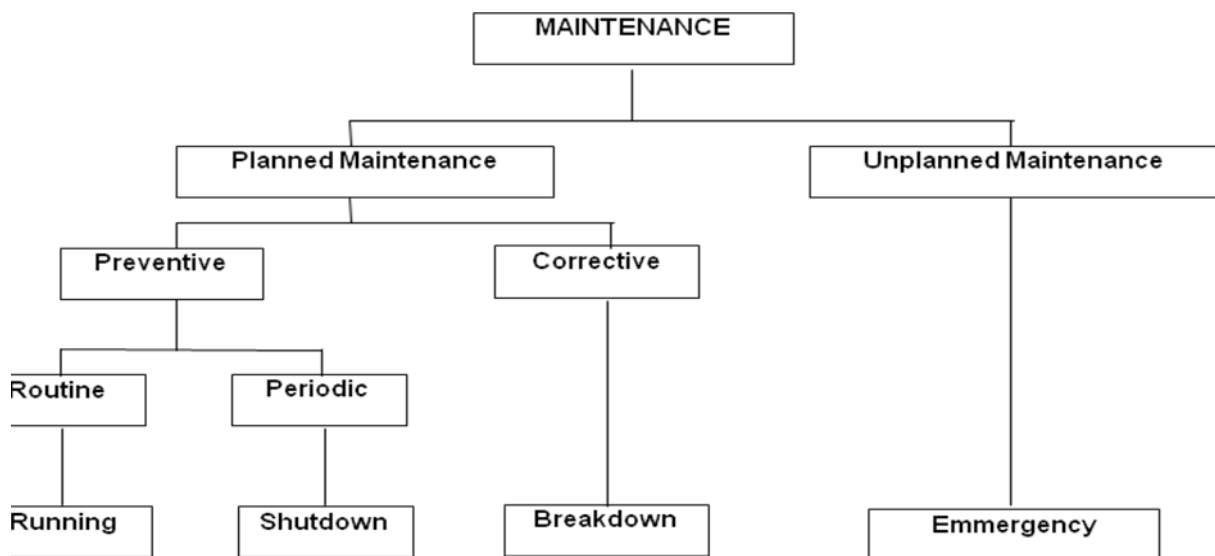 MAINTENANCE
Planned Maintenance
Unplanned Maintenance
Preventive
Corrective
Routine
Periodic
Running
Shutdown
Breakdown
Emmergency